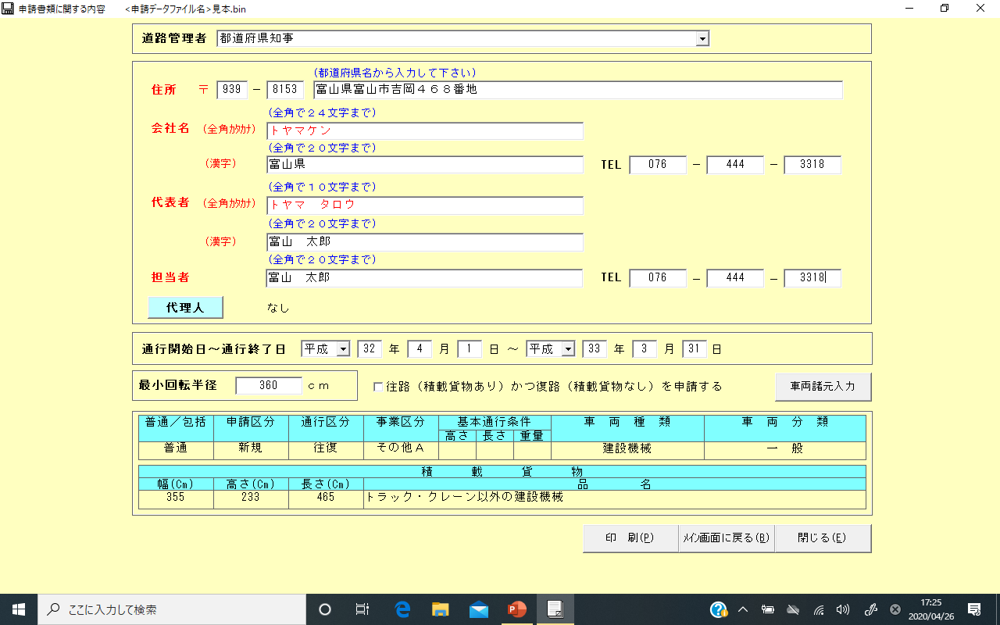 申請書類に関する内容　　<申請データファイル名>見本.bin
道路管理者　都道府県知事
(都道府県名から入力して下さい)
住所　〒 939 － 8153 富山県富山市吉岡４６８番地
(全角で２４文字まで)
会社名 (全角ｶﾀｶﾅ) トヤマケン
(全角で２０文字まで)
(漢字) 富山県 TEL 076 － 444 － 3318
(全角で１０文字まで)
代表者 (全角ｶﾀｶﾅ) トヤマ　タロウ
(全角で２０文字まで)
(漢字) 富山　太郎
(全角で２０文字まで)
担当者 富山　太郎 TEL 076 － 444 － 3318
代理人 なし
通行開始日～通行終了日 平成 32 年 4 月 1 日 ～ 平成 33 年 3 月 31 日
最小回転半径 360 ｃｍ 往路（積載貨物あり）かつ復路（積載貨物なし）を申請する 車両諸元入力
普通／包括 申請区分 通行区分 事業区分 基本通行条件 車　両　種　類 車　両　分　類
高さ 長さ 重量
普通 新規 往復 その他Ａ 建設機械 一　般
積　載　貨　物
幅(Cm) 高さ(Cm) 長さ(Cm) 品　名
355 233 465 トラック・クレーン以外の建設機械
印　刷(P) ﾒｲﾝ画面に戻る(B) 閉じる(E)
ここに入力して検索
17:25
2020/04/26